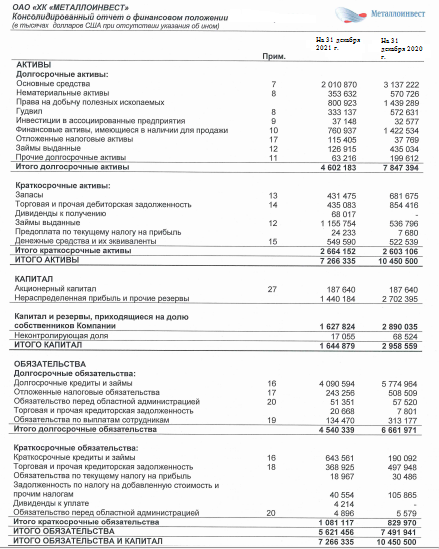 ОАО «ХК «МЕТАЛЛОИНВЕСТ»
Металлоинвест
Консолидированный отчет о финансовом положении
(в тысячах долларов США при отсутствии указания об ином)
Прим. На 31 декабря 2021 г. На 31 декабря 2020 г.
АКТИВЫ
Долгосрочные активы:
Основные средства 7 2 010 870 3 137 222
Нематериальные активы 8 353 632 570 726
Права на добычу полезных ископаемых 800 923 1 439 289
Гудвил 8 333 137 572 631
Инвестиции в ассоциированные предприятия 9 37 148 32 577
Финансовые активы, имеющиеся в наличии для продажи 10 760 937 1 422 534
Отложенные налоговые активы 17 115 405 37 769
Займы выданные 12 126 915 435 034
Прочие долгосрочные активы 11 63 216 199 612
Итого долгосрочные активы 4 602 183 7 847 394
Краткосрочные активы:
Запасы 13 431 475 681 675
Торговая и прочая дебиторская задолженность 14 435 083 854 416
Дивиденды к получению 68 017 -
Займы выданные 12 1 155 754 536 796
Предоплата по текущему налогу на прибыль 24 233 7 680
Денежные средства и их эквиваленты 15 549 590 522 539
Итого краткосрочные активы 2 664 152 2 603 106
ИТОГО АКТИВЫ 7 266 335 10 450 500
КАПИТАЛ
Акционерный капитал 27 187 640 187 640
Нераспределенная прибыль и прочие резервы 1 440 184 2 702 395
Капитал и резервы, приходящиеся на долю
собственников Компании 1 627 824 2 890 035
Неконтролирующая доля 17 055 68 524
ИТОГО КАПИТАЛ 1 644 879 2 958 559
ОБЯЗАТЕЛЬСТВА
Долгосрочные обязательства:
Долгосрочные кредиты и займы 16 4 090 594 5 774 964
Отложенные налоговые обязательства 17 243 256 508 509
Обязательство перед областной администрацией 20 51 351 57 520
Торговая и прочая кредиторская задолженность 20 668 7 801
Обязательства по выплатам сотрудникам 19 134 470 313 177
Итого долгосрочные обязательства 4 540 339 6 661 971
Краткосрочные обязательства:
Краткосрочные кредиты и займы 16 643 561 190 092
Торговая и прочая кредиторская задолженность 18 368 925 497 948
Обязательства по текущему налогу на прибыль 18 967 30 486
Задолженность по налогу на добавленную стоимость и
прочим налогам 40 554 105 865
Дивиденды к уплате 4 214 -
Обязательство перед областной администрацией 20 4 896 5 579
Итого краткосрочные обязательства 1 081 117 829 970
ИТОГО ОБЯЗАТЕЛЬСТВА 5 621 456 7 491 941
ИТОГО ОБЯЗАТЕЛЬСТВА И КАПИТАЛ 7 266 335 10 450 500